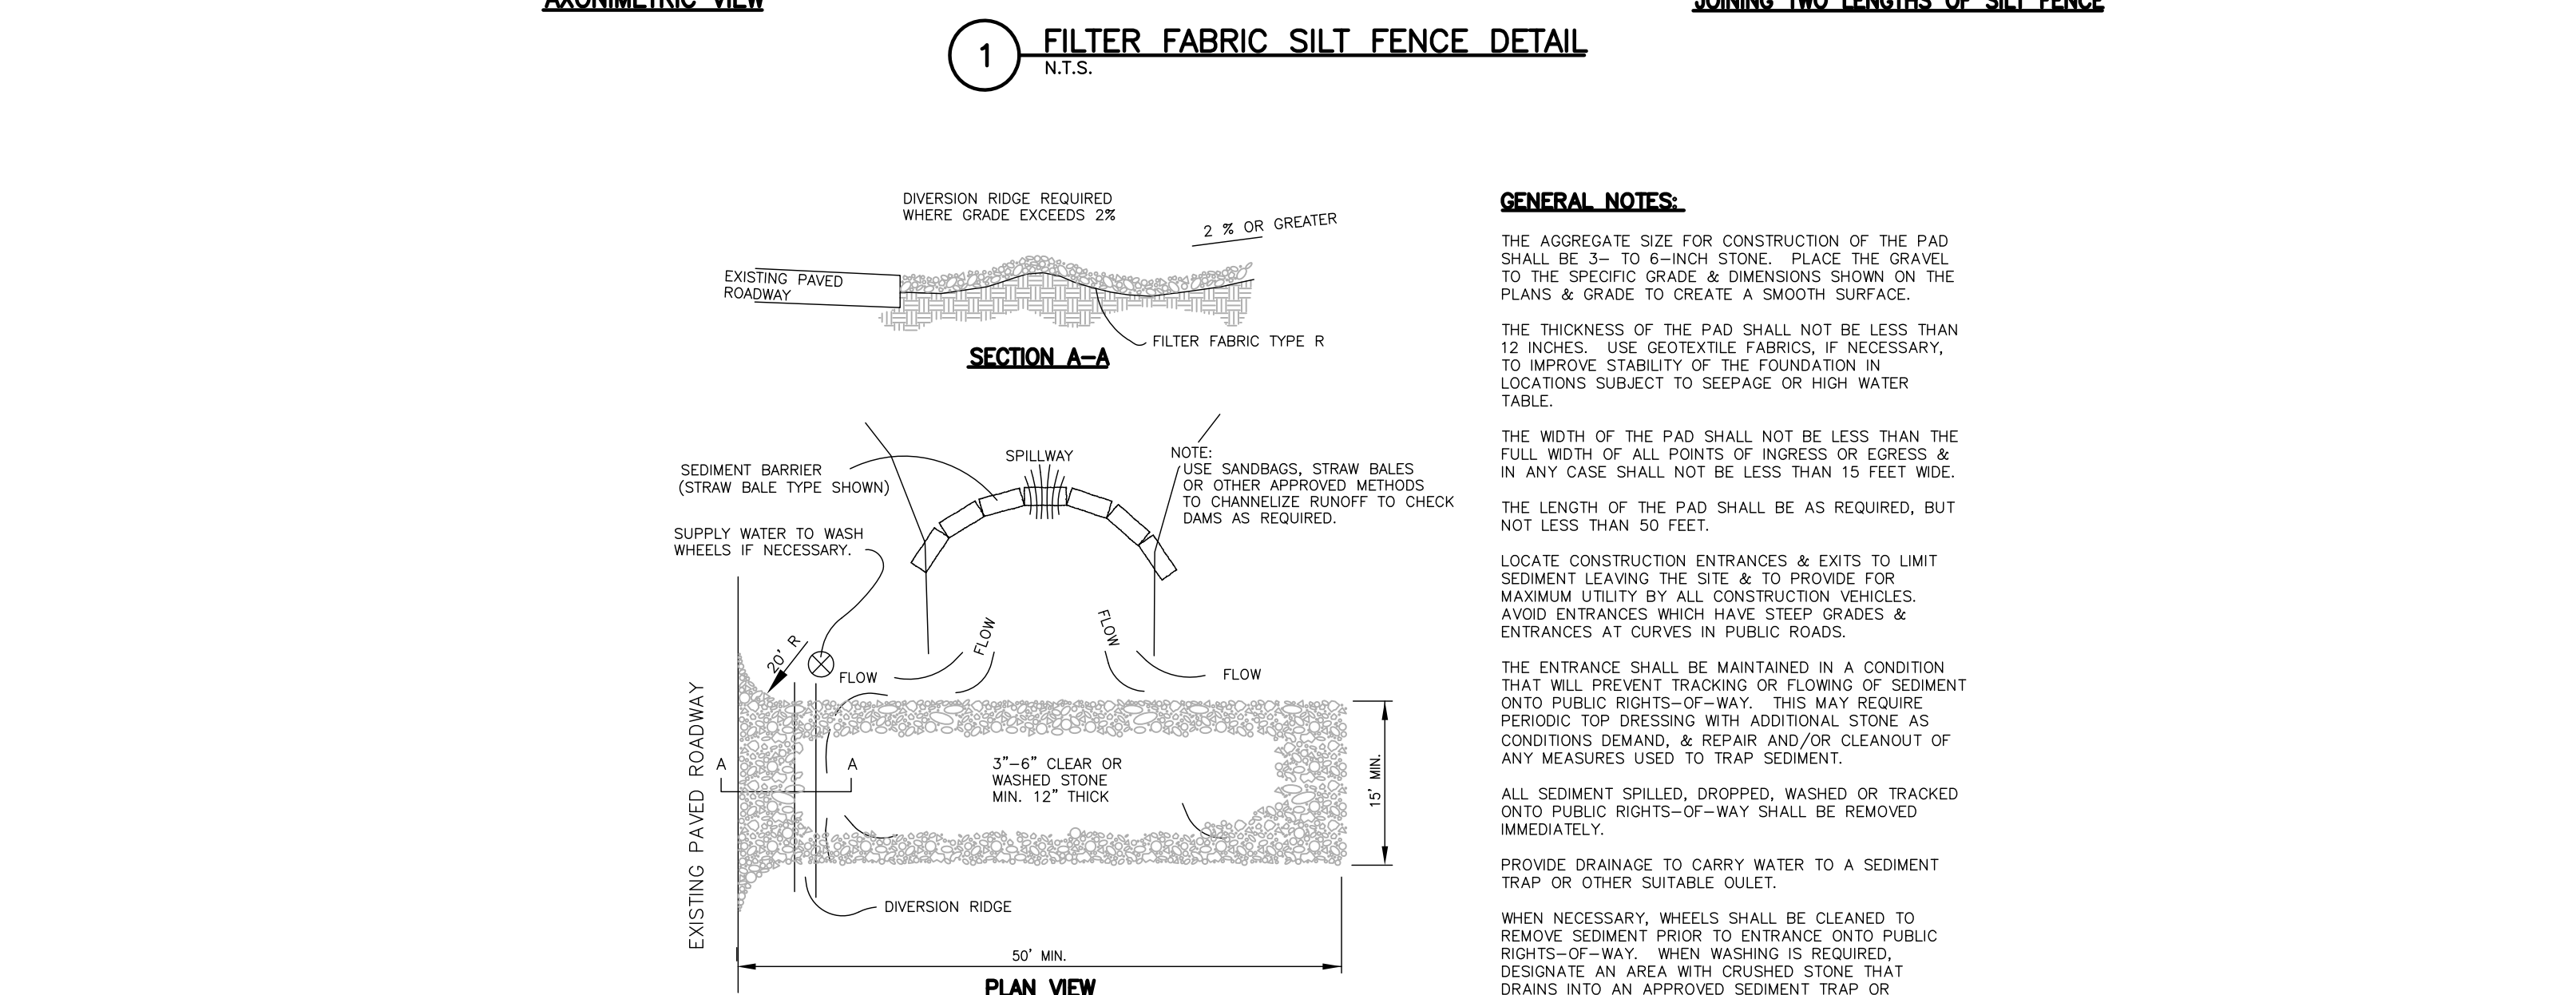 AXONIMETRIC VIEW
JOINING TWO LENGTHS OF SILT FENCE
1
FILTER FABRIC SILT FENCE DETAIL
N.T.S.
DIVERSION RIDGE REQUIRED
WHERE GRADE EXCEEDS 2%
2 % OR GREATER
EXISTING PAVED
ROADWAY
FILTER FABRIC TYPE R
SECTION A-A
SPILLWAY
SEDIMENT BARRIER
(STRAW BALE TYPE SHOWN)
NOTE:
USE SANDBAGS, STRAW BALES
OR OTHER APPROVED METHODS
TO CHANNELIZE RUNOFF TO CHECK
DAMS AS REQUIRED.
SUPPLY WATER TO WASH
WHEELS IF NECESSARY.
20' R
FLOW
FLOW
FLOW
FLOW
EXISTING PAVED ROADWAY
A
A
3"-6" CLEAR OR
WASHED STONE
MIN. 12" THICK
15' MIN.
DIVERSION RIDGE
50' MIN.
PLAN VIEW
GENERAL NOTES:
THE AGGREGATE SIZE FOR CONSTRUCTION OF THE PAD
SHALL BE 3- TO 6-INCH STONE. PLACE THE GRAVEL
TO THE SPECIFIC GRADE & DIMENSIONS SHOWN ON THE
PLANS & GRADE TO CREATE A SMOOTH SURFACE.
THE THICKNESS OF THE PAD SHALL NOT BE LESS THAN
12 INCHES. USE GEOTEXTILE FABRICS, IF NECESSARY,
TO IMPROVE STABILITY OF THE FOUNDATION IN
LOCATIONS SUBJECT TO SEEPAGE OR HIGH WATER
TABLE.
THE WIDTH OF THE PAD SHALL NOT BE LESS THAN THE
FULL WIDTH OF ALL POINTS OF INGRESS OR EGRESS &
IN ANY CASE SHALL NOT BE LESS THAN 15 FEET WIDE.
THE LENGTH OF THE PAD SHALL BE AS REQUIRED, BUT
NOT LESS THAN 50 FEET.
LOCATE CONSTRUCTION ENTRANCES & EXITS TO LIMIT
SEDIMENT LEAVING THE SITE & TO PROVIDE FOR
MAXIMUM UTILITY BY ALL CONSTRUCTION VEHICLES.
AVOID ENTRANCES WHICH HAVE STEEP GRADES &
ENTRANCES AT CURVES IN PUBLIC ROADS.
THE ENTRANCE SHALL BE MAINTAINED IN A CONDITION
THAT WILL PREVENT TRACKING OR FLOWING OF SEDIMENT
ONTO PUBLIC RIGHTS-OF-WAY. THIS MAY REQUIRE
PERIODIC TOP DRESSING WITH ADDITIONAL STONE AS
CONDITIONS DEMAND, & REPAIR AND/OR CLEANOUT OF
ANY MEASURES USED TO TRAP SEDIMENT.
ALL SEDIMENT SPILLED, DROPPED, WASHED OR TRACKED
ONTO PUBLIC RIGHTS-OF-WAY SHALL BE REMOVED
IMMEDIATELY.
PROVIDE DRAINAGE TO CARRY WATER TO A SEDIMENT
TRAP OR OTHER SUITABLE OULET.
WHEN NECESSARY, WHEELS SHALL BE CLEANED TO
REMOVE SEDIMENT PRIOR TO ENTRANCE ONTO PUBLIC
RIGHTS-OF-WAY. WHEN WASHING IS REQUIRED,
DESIGNATE AN AREA WITH CRUSHED STONE THAT
DRAINS INTO AN APPROVED SEDIMENT TRAP OR